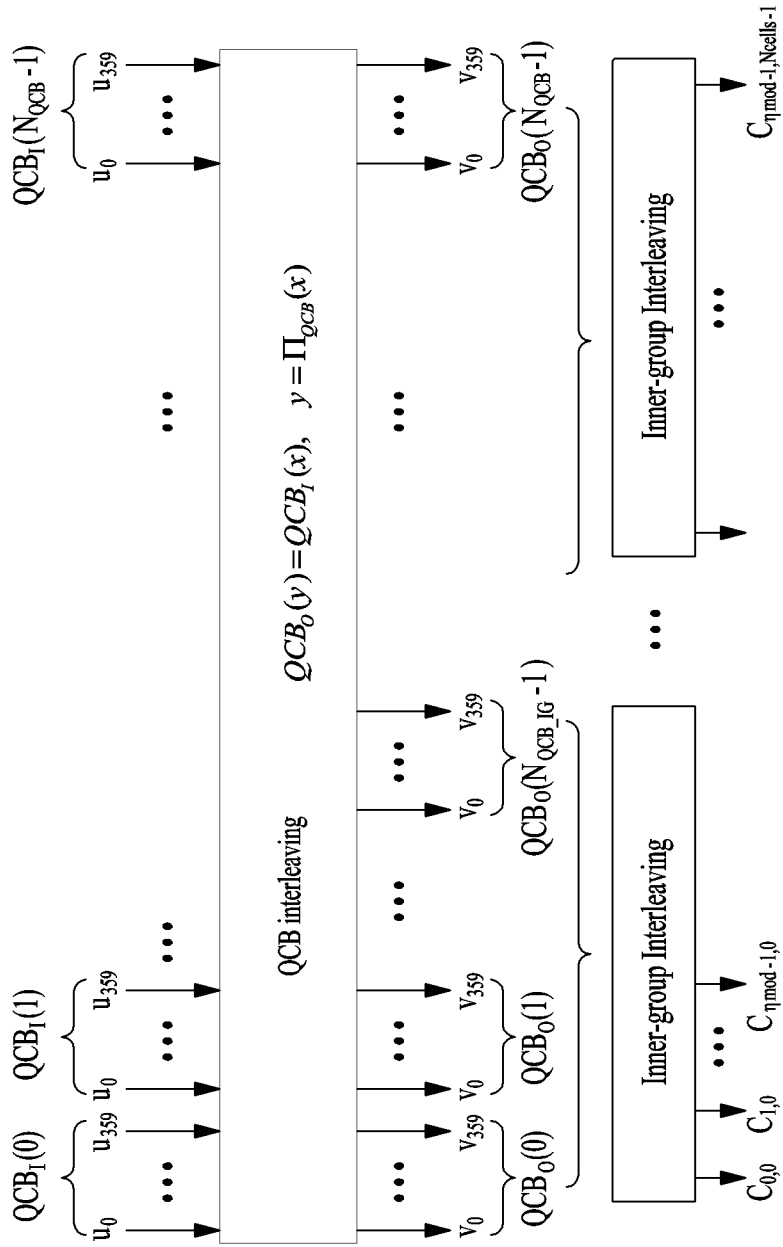 QCB_I(0) QCB_I(1) QCB_I(N_QCB-1)
u_0 ••• u_359 u_0 ••• u_359 ••• ••• u_0 ••• u_359
QCB interleaving QCB_O(y)=QCB_I(x), y=Π_QCB(x)
v_0 ••• v_359 v_0 ••• v_359 ••• v_0 ••• v_359 ••• v_0 ••• v_359
QCB_O(0) QCB_O(1) QCB_O(N_QCB_IG-1) QCB_O(N_QCB-1)
Inner-group Interleaving ••• Inner-group Interleaving
C_0,0 C_1,0 ••• C_ηmod-1,0 ••• C_ηmod-1,Ncells-1